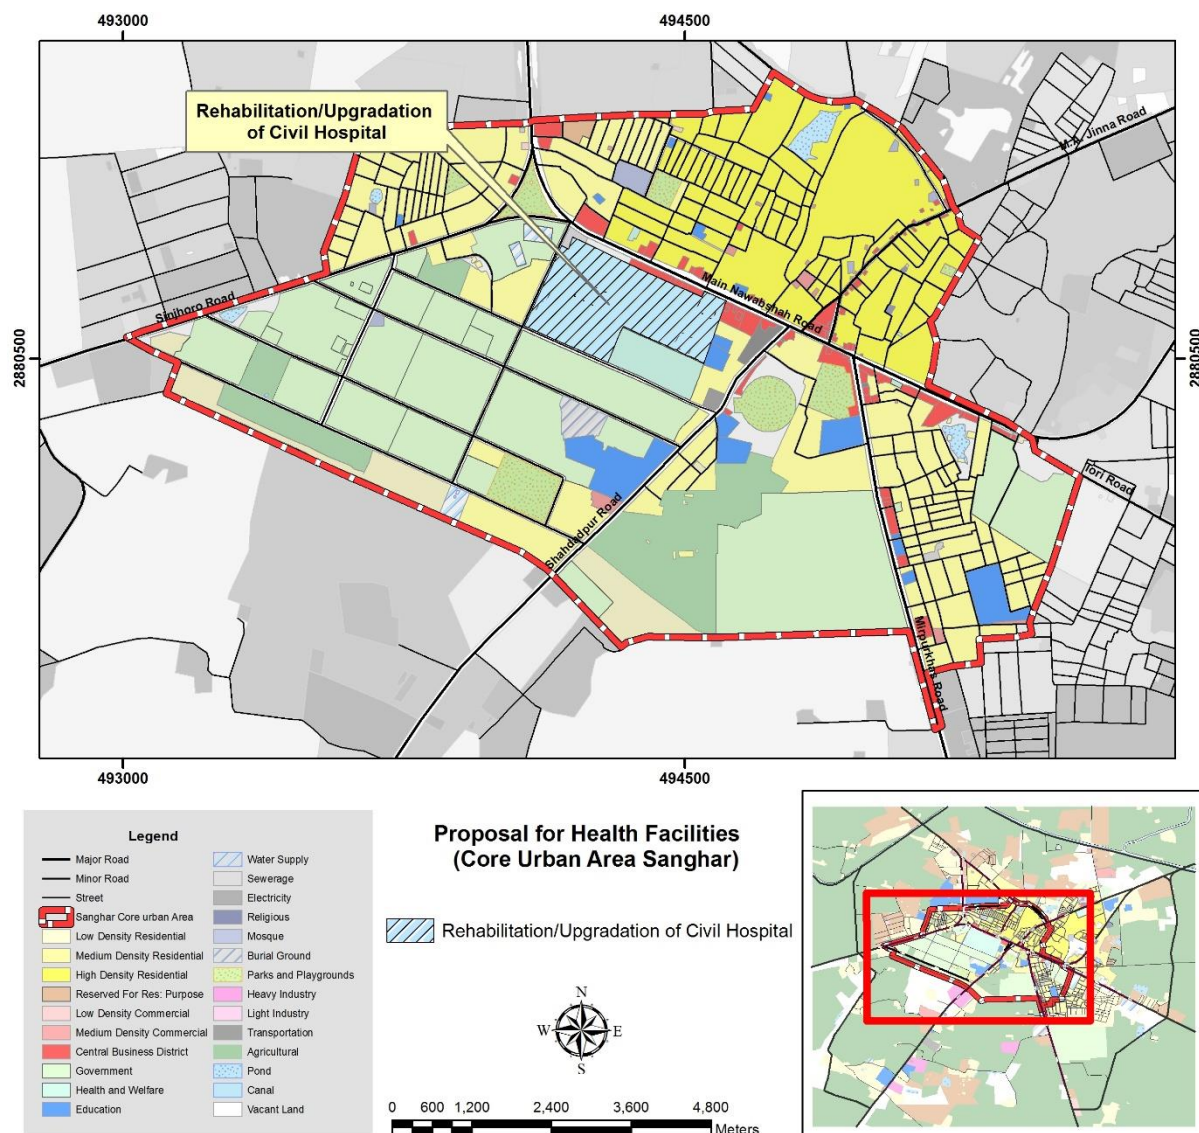 493000
494500
Rehabilitation/Upgradation
of Civil Hospital
M.A. Jinna Road
Main Nawabshah Road
Sinjhoro Road
2880500
2880500
Tori Road
Shahdadpur Road
Mirpurkhas Road
493000
494500
Legend
Major Road
Minor Road
Street
Sanghar Core urban Area
Low Density Residential
Medium Density Residential
High Density Residential
Reserved For Res: Purpose
Low Density Commercial
Medium Density Commercial
Central Business District
Government
Health and Welfare
Education
Water Supply
Sewerage
Electricity
Religious
Mosque
Burial Ground
Parks and Playgrounds
Heavy Industry
Light Industry
Transportation
Agricultural
Pond
Canal
Vacant Land
Proposal for Health Facilities
(Core Urban Area Sanghar)
Rehabilitation/Upgradation of Civil Hospital
N
W E
S
0 600 1,200 2,400 3,600 4,800
Meters